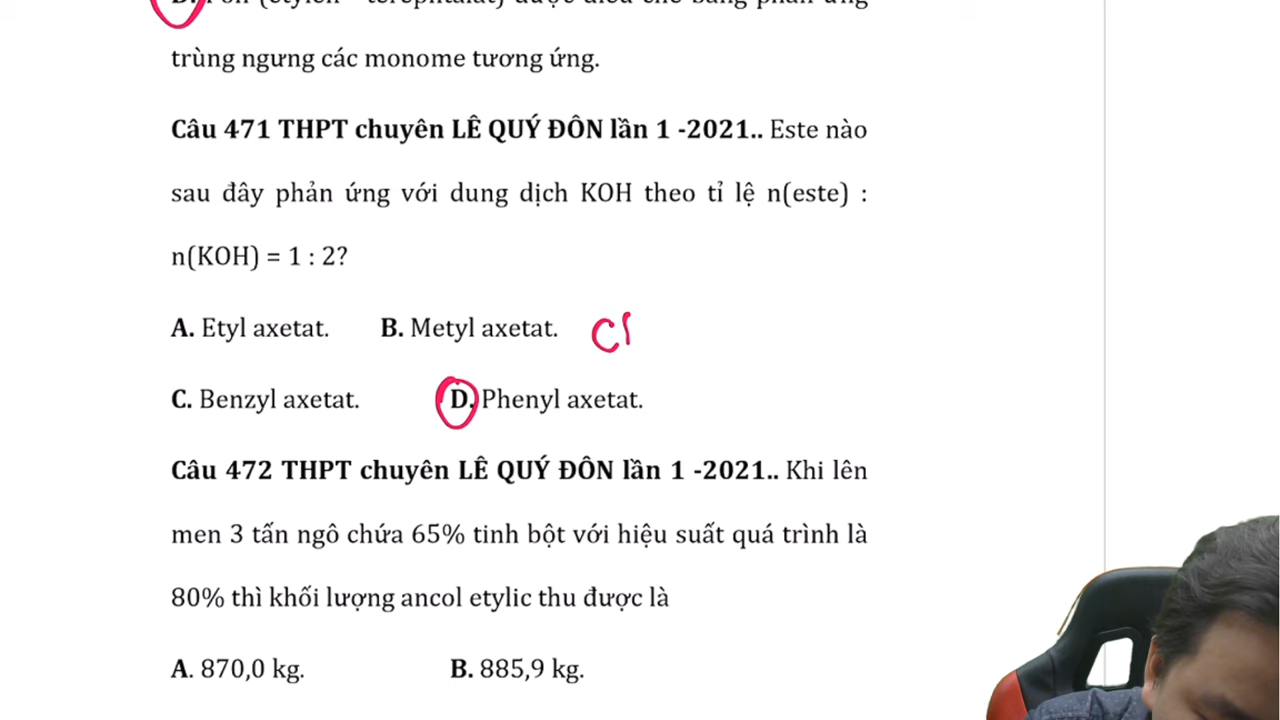 trùng ngưng các monome tương ứng.
Câu 471 THPT chuyên LÊ QUÝ ĐÔN lần 1 -2021.. Este nào
sau đây phản ứng với dung dịch KOH theo tỉ lệ n(este) :
n(KOH) = 1 : 2?
A. Etyl axetat. B. Metyl axetat.
C. Benzyl axetat. D. Phenyl axetat.
Câu 472 THPT chuyên LÊ QUÝ ĐÔN lần 1 -2021.. Khi lên
men 3 tấn ngô chứa 65% tinh bột với hiệu suất quá trình là
80% thì khối lượng ancol etylic thu được là
A. 870,0 kg. B. 885,9 kg.